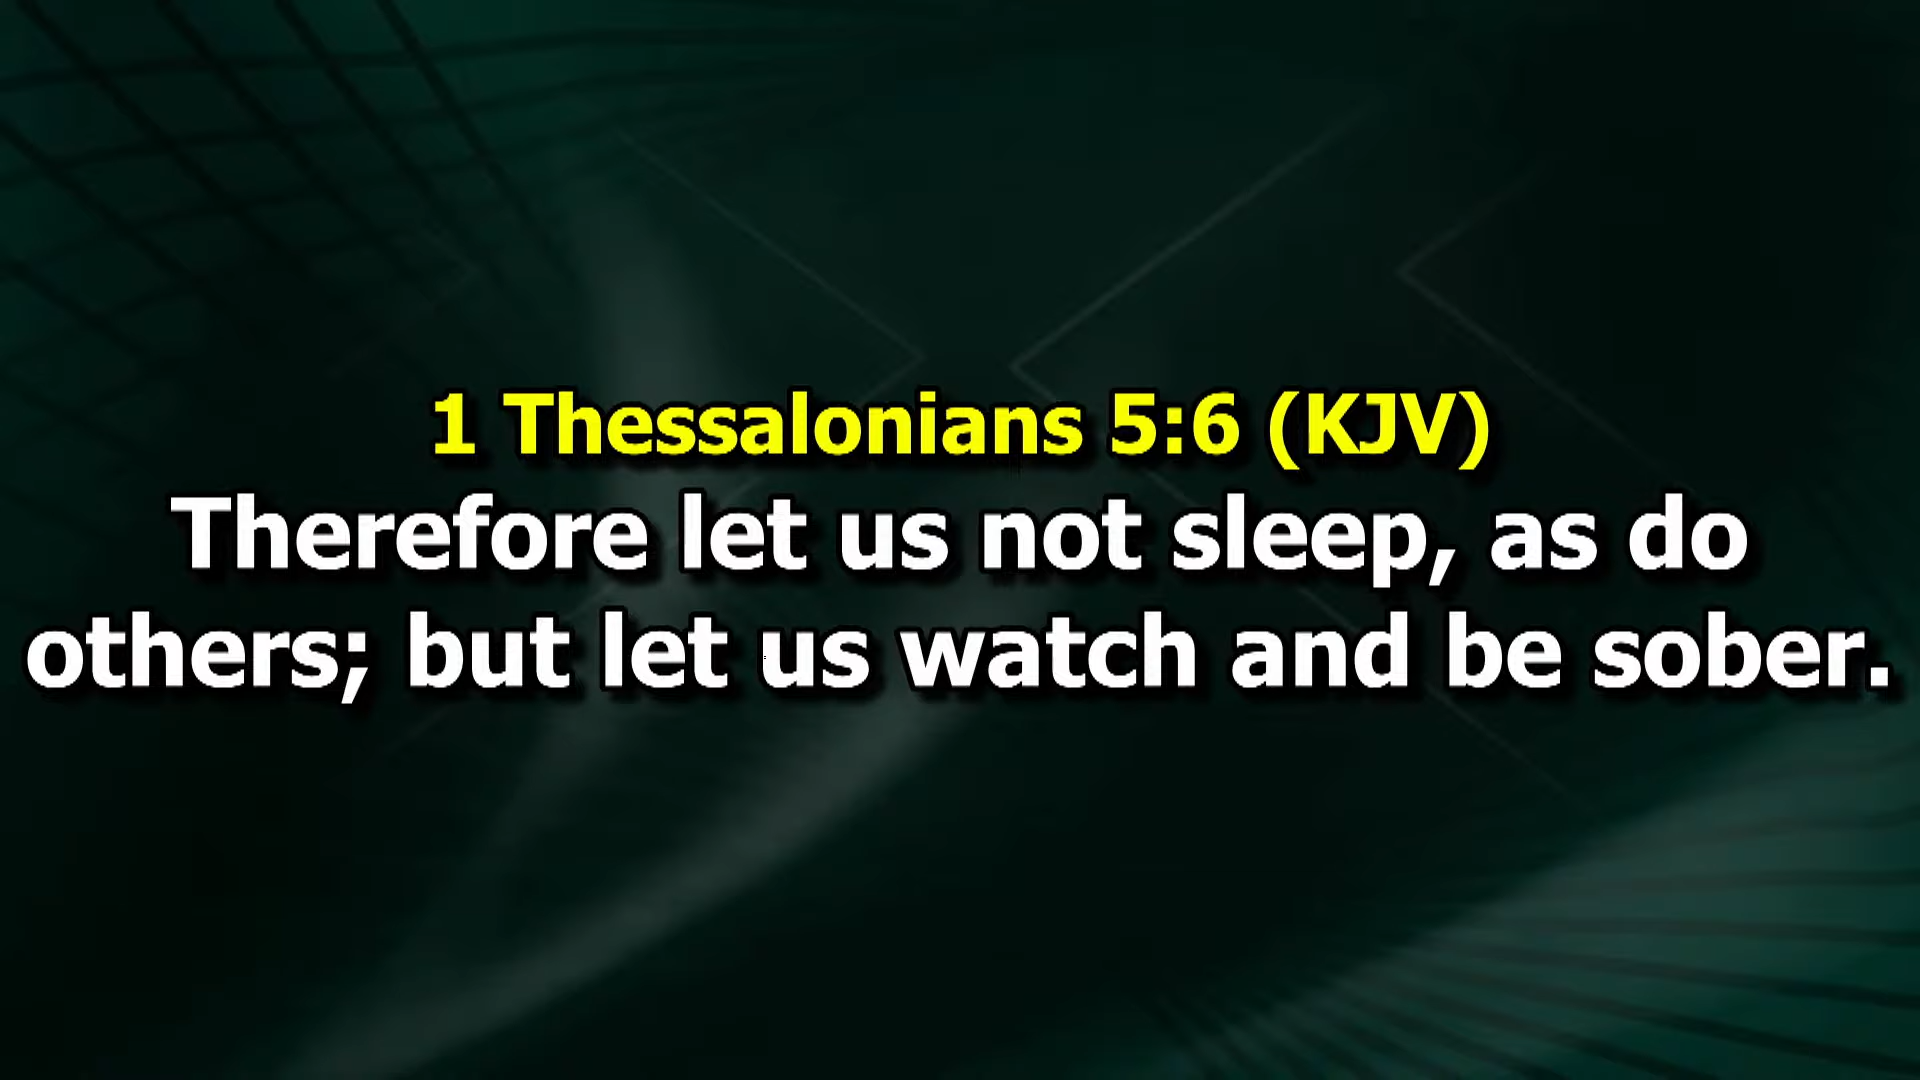 1 Thessalonians 5:6 (KJV)
Therefore let us not sleep, as do
others; but let us watch and be sober.